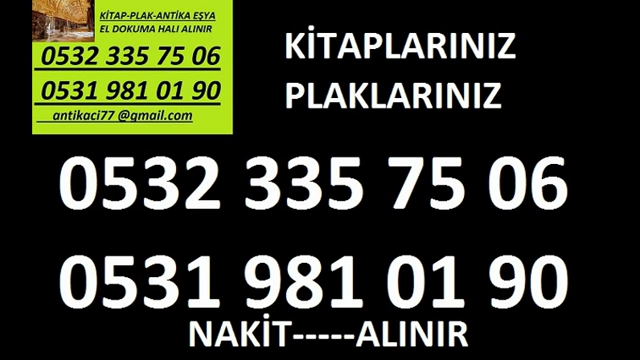 KİTAP-PLAK-ANTİKA EŞYA
EL DOKUMA HALI ALINIR
0532 335 75 06
0531 981 01 90
antikaci77 @gmail.com
KİTAPLARINIZ
PLAKLARINIZ
0532 335 75 06
0531 981 01 90
NAKİT-----ALINIR